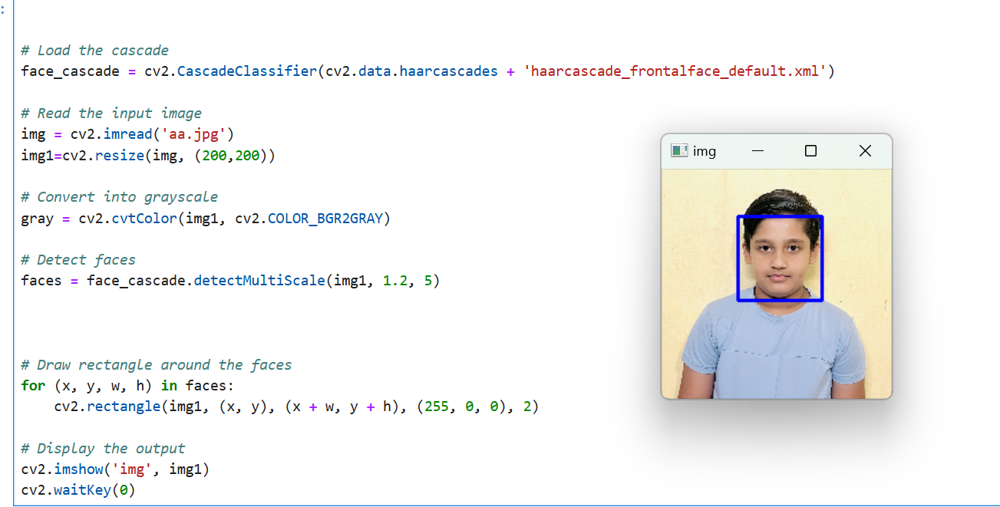 :
# Load the cascade
face_cascade = cv2.CascadeClassifier(cv2.data.haarcascades + 'haarcascade_frontalface_default.xml')
# Read the input image
img = cv2.imread('aa.jpg')
img1=cv2.resize(img, (200,200))
# Convert into grayscale
gray = cv2.cvtColor(img1, cv2.COLOR_BGR2GRAY)
# Detect faces
faces = face_cascade.detectMultiScale(img1, 1.2, 5)
# Draw rectangle around the faces
for (x, y, w, h) in faces:
    cv2.rectangle(img1, (x, y), (x + w, y + h), (255, 0, 0), 2)
# Display the output
cv2.imshow('img', img1)
cv2.waitKey(0)
img